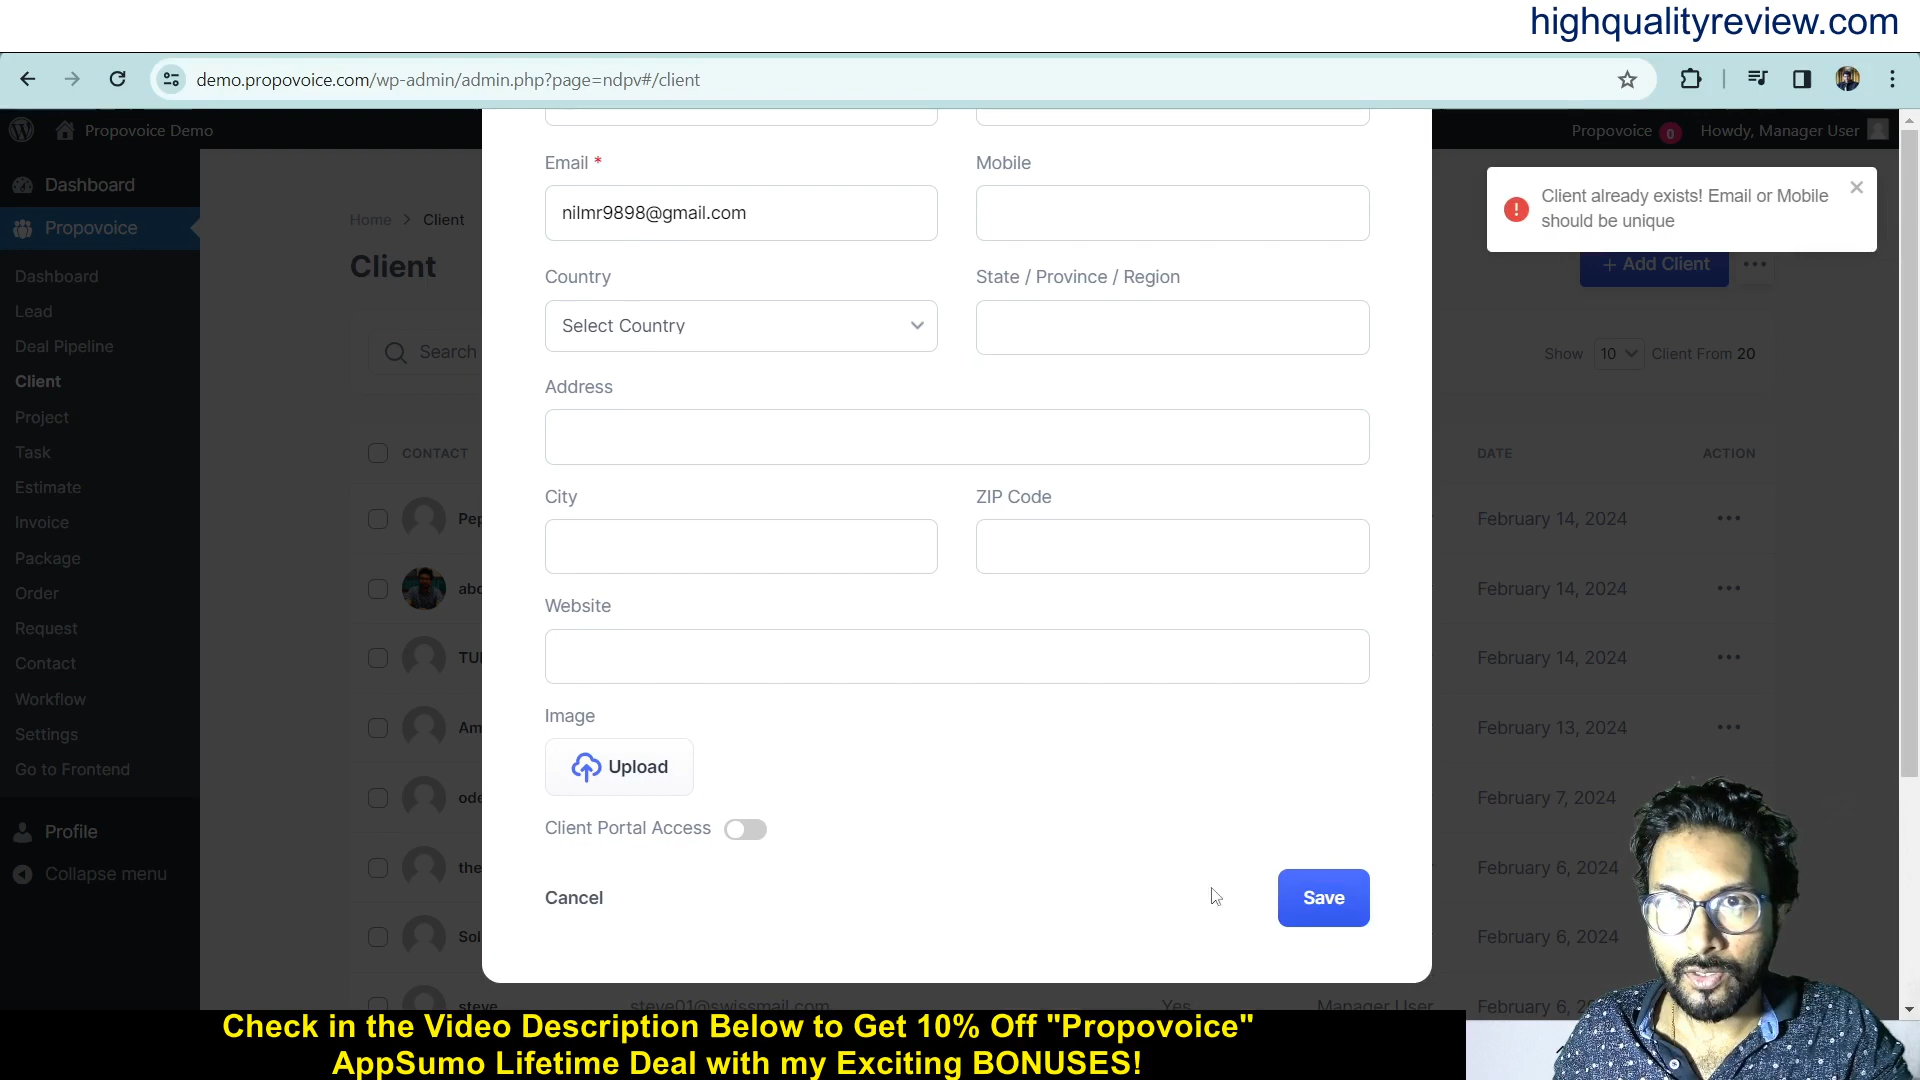 highqualityreview.com
demo.propovoice.com/wp-admin/admin.php?page=ndpv#/client
Propovoice Demo
Propovoice 0 Howdy, Manager User
Dashboard
Propovoice
Dashboard
Lead
Deal Pipeline
Client
Project
Task
Estimate
Invoice
Package
Order
Request
Contact
Workflow
Settings
Go to Frontend
Profile
Collapse menu
Home > Client
Client
Search
CONTACT
steve
steve01@swissmail.com
Yes
Manager User
Email *
Mobile
nilmr9898@gmail.com
Country
State / Province / Region
Select Country
Address
City
ZIP Code
Website
Image
Upload
Client Portal Access
Cancel
Save
Client already exists! Email or Mobile
should be unique
+ Add Client
Show 10 Client From 20
DATE ACTION
February 14, 2024
February 14, 2024
February 14, 2024
February 13, 2024
February 7, 2024
February 6, 2024
February 6, 2024
Check in the Video Description Below to Get 10% Off "Propovoice"
AppSumo Lifetime Deal with my Exciting BONUSES!